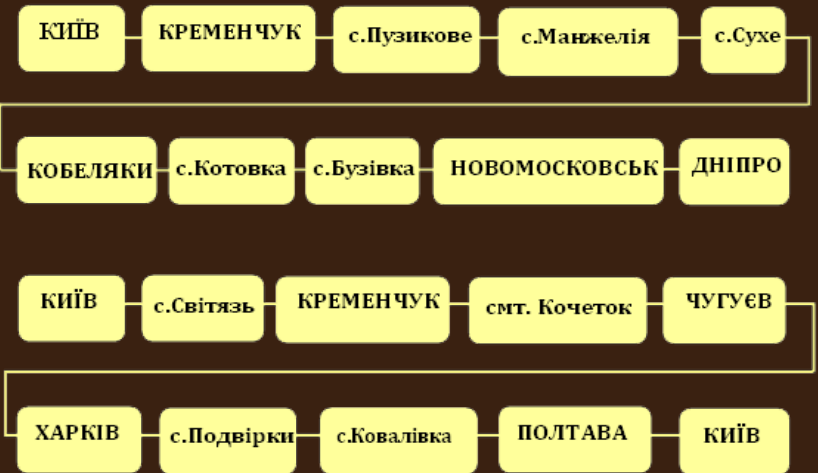 КИЇВ КРЕМЕНЧУК с.Пузикове с.Манжелія с.Сухе
КОБЕЛЯКИ с.Котовка с.Бузівка НОВОМОСКОВСЬК ДНІПРО
КИЇВ с.Світязь КРЕМЕНЧУК смт. Кочеток ЧУГУЄВ
ХАРКІВ с.Подвірки с.Ковалівка ПОЛТАВА КИЇВ